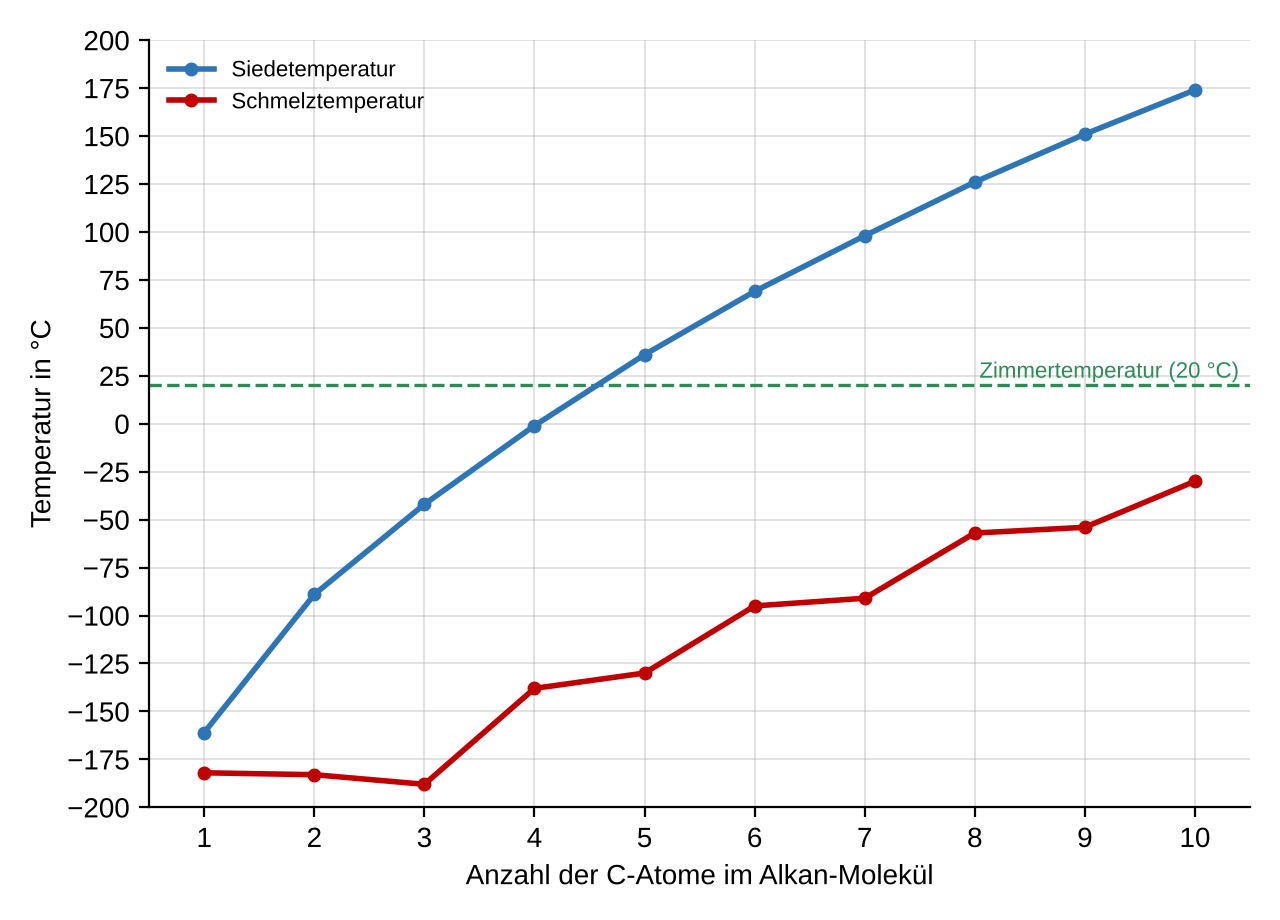 200
175
150
125
100
75
50
25
0
−25
−50
−75
−100
−125
−150
−175
−200
Temperatur in °C
Siedetemperatur
Schmelztemperatur
Zimmertemperatur (20 °C)
1 2 3 4 5 6 7 8 9 10
Anzahl der C-Atome im Alkan-Molekül